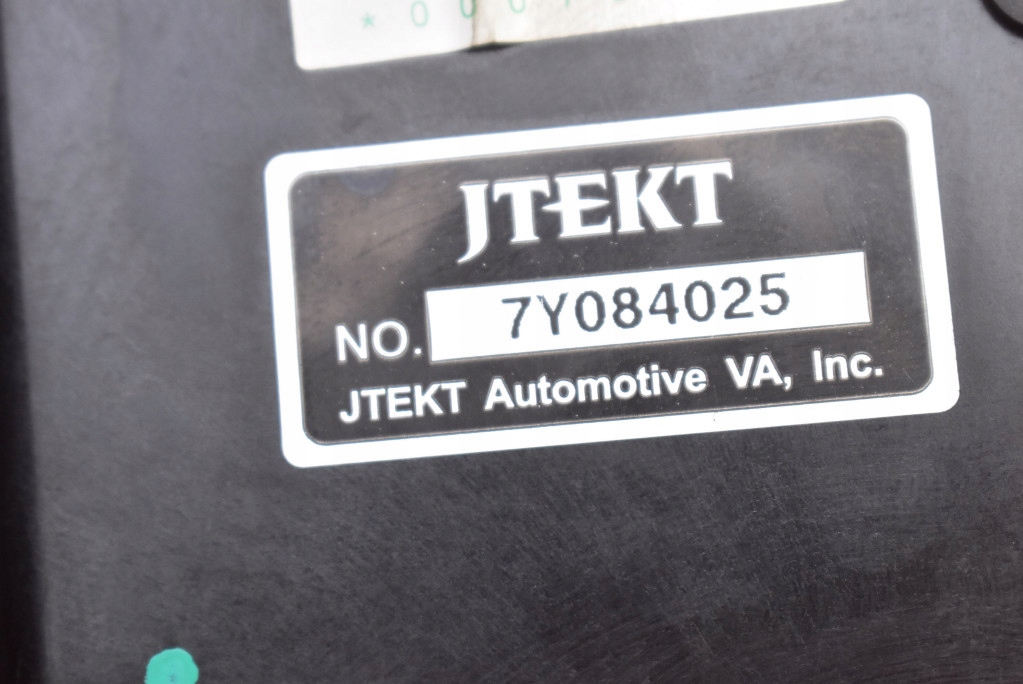 JTEKT
NO. 7Y084025
JTEKT Automotive VA, Inc.